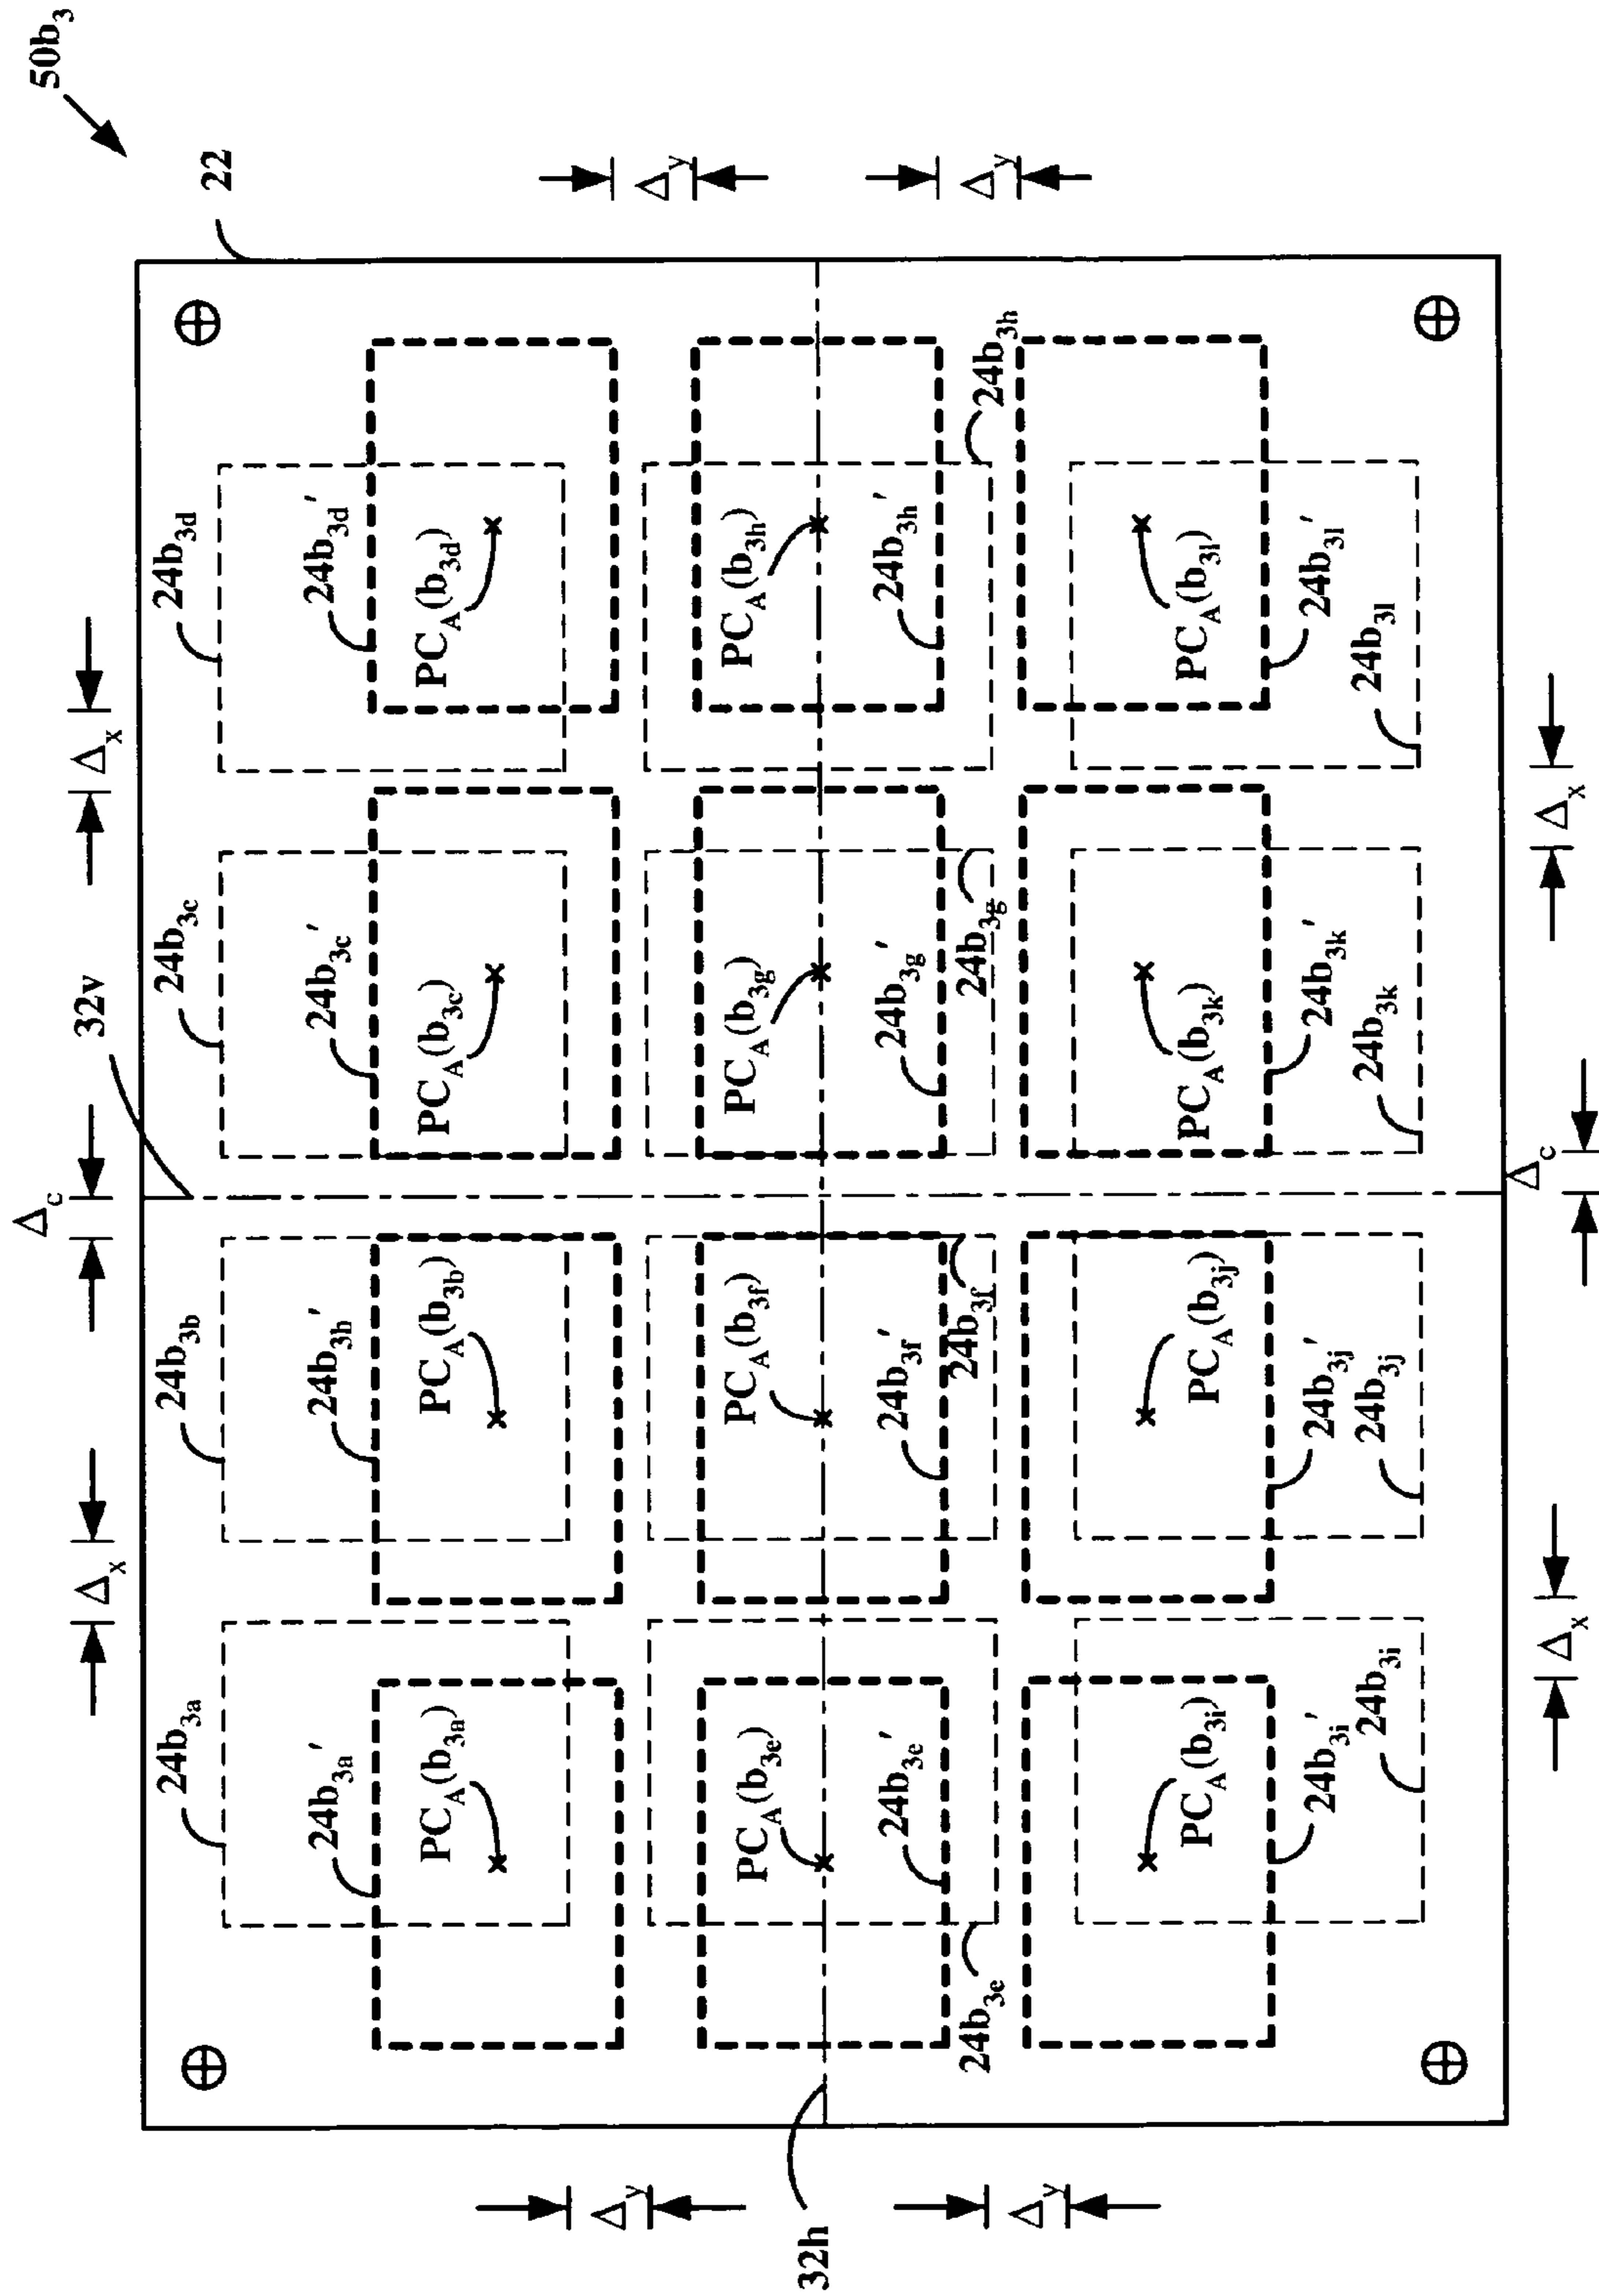 50b3
Δc
Δx
32v
Δx
24b3a
24b3b
24b3c
24b3d
22
24b3a′
24b3h′
24b3c′
24b3d′
PCA(b3a)
PCA(b3b)
PCA(b3c)
PCA(b3d)
Δy
Δy
PCA(b3e)
PCA(b3f)
PCA(b3g)
PCA(b3h)
32h
24b3e′
24b3f′
24b3g′
24b3h′
24b3e
24b3f
24b3g
24b3h
Δy
Δy
PCA(b3i)
PCA(b3j)
PCA(b3k)
PCA(b3l)
24b3i′
24b3j′
24b3k′
24b3l′
24b3i
24b3j
24b3k
24b3l
Δc
Δx
Δx